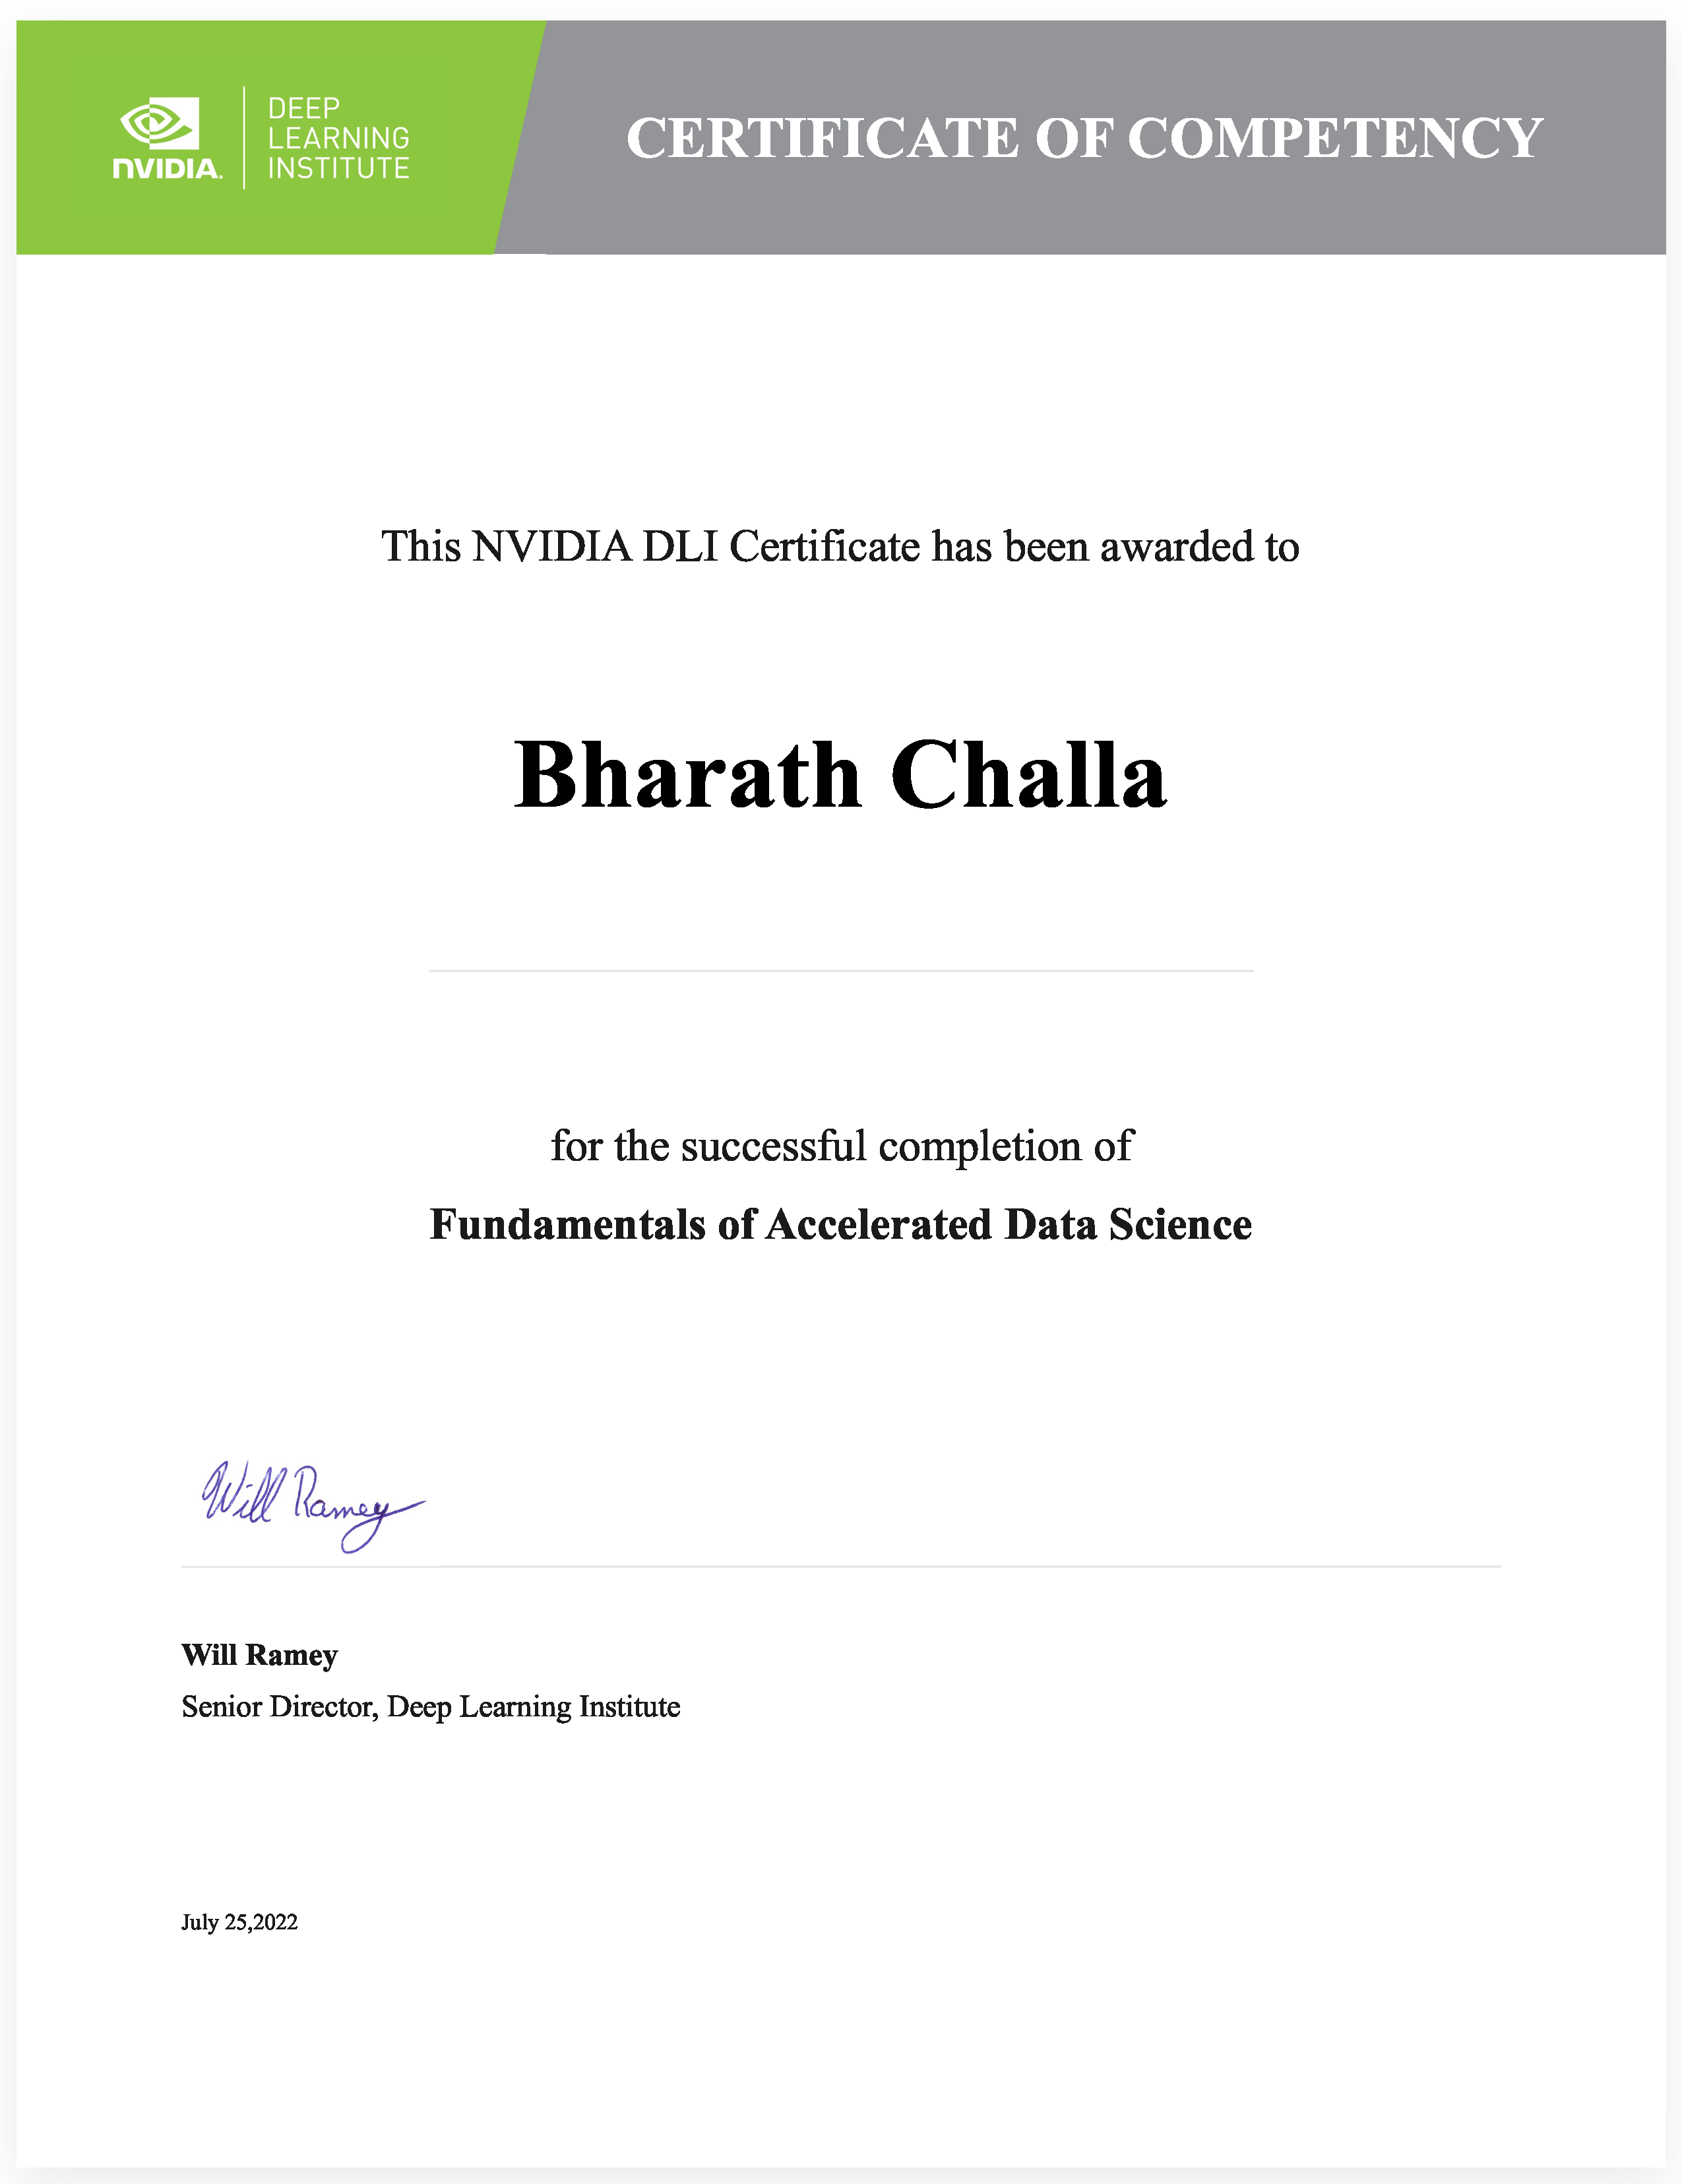 NVIDIA.
DEEP
LEARNING
INSTITUTE
CERTIFICATE OF COMPETENCY
This NVIDIA DLI Certificate has been awarded to
Bharath Challa
for the successful completion of
Fundamentals of Accelerated Data Science
Will Ramey
Will Ramey
Senior Director, Deep Learning Institute
July 25,2022